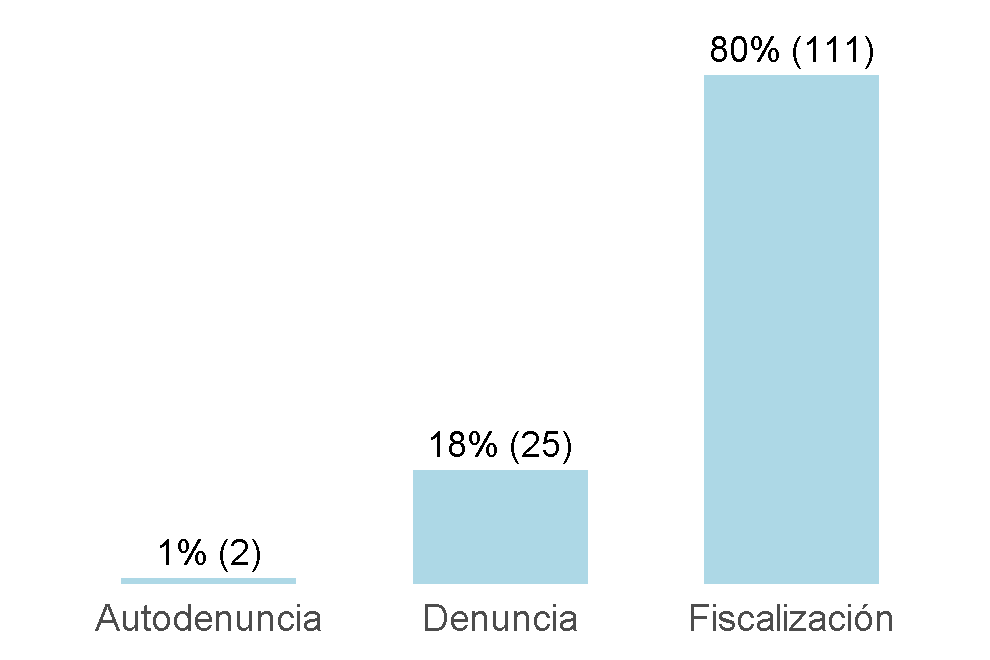 80% (111)
18% (25)
1% (2)
Autodenuncia
Denuncia
Fiscalización